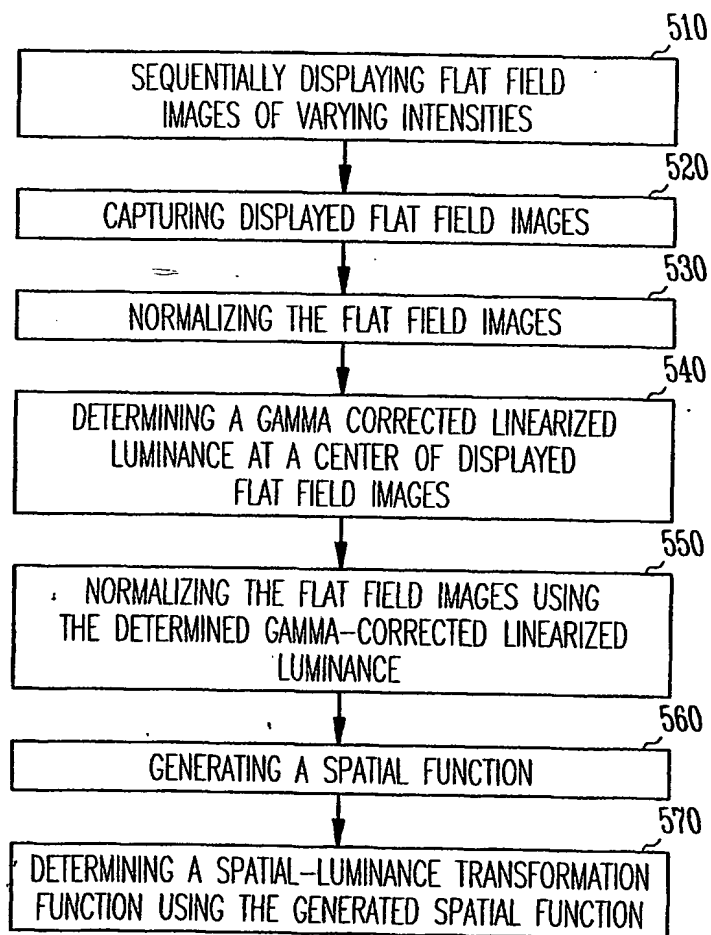 510
SEQUENTIALLY DISPLAYING FLAT FIELD
IMAGES OF VARYING INTENSITIES
520
CAPTURING DISPLAYED FLAT FIELD IMAGES
530
NORMALIZING THE FLAT FIELD IMAGES
540
DETERMINING A GAMMA CORRECTED LINEARIZED
LUMINANCE AT A CENTER OF DISPLAYED
FLAT FIELD IMAGES
550
NORMALIZING THE FLAT FIELD IMAGES USING
THE DETERMINED GAMMA-CORRECTED LINEARIZED
LUMINANCE
560
GENERATING A SPATIAL FUNCTION
570
DETERMINING A SPATIAL-LUMINANCE TRANSFORMATION
FUNCTION USING THE GENERATED SPATIAL FUNCTION